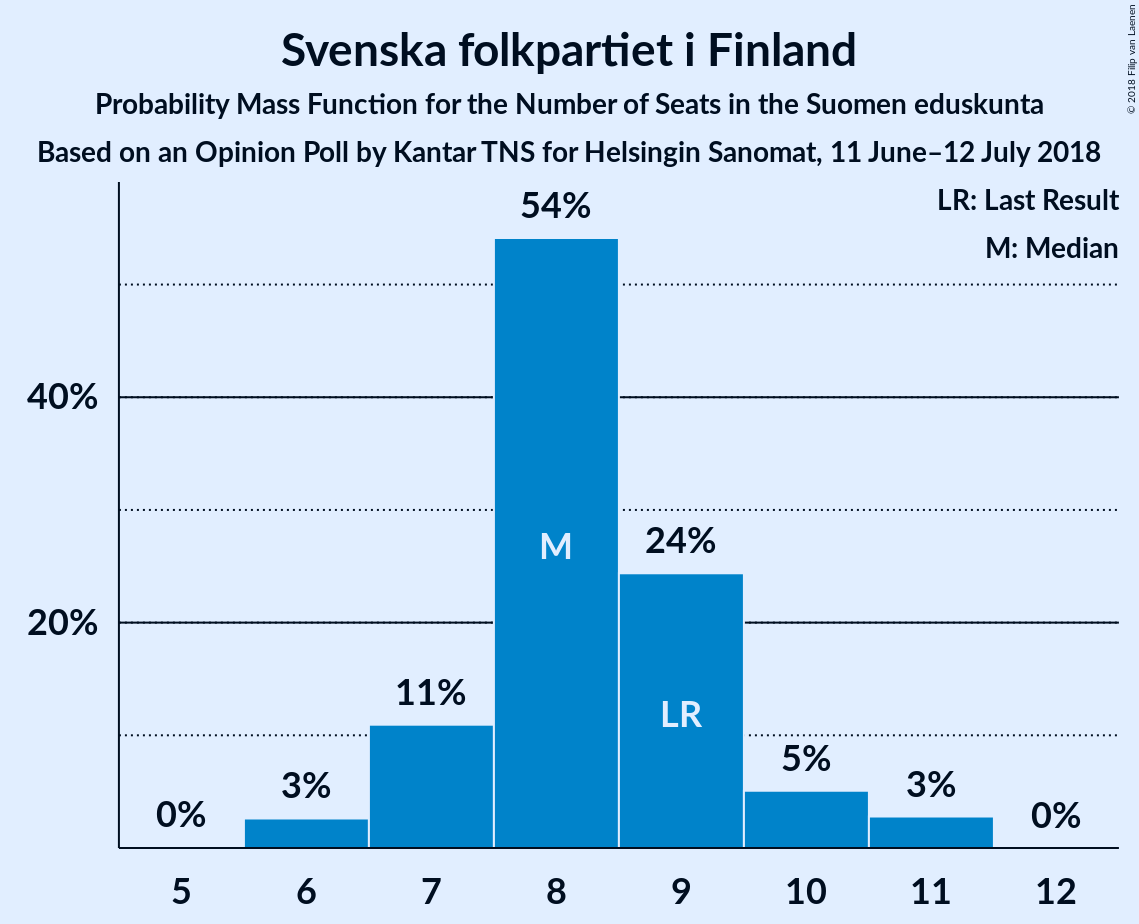 Svenska folkpartiet i Finland
Probability Mass Function for the Number of Seats in the Suomen eduskunta
Based on an Opinion Poll by Kantar TNS for Helsingin Sanomat, 11 June–12 July 2018
© 2018 Filip van Laenen
LR: Last Result
M: Median
54%
40%
M
24%
20%
11%
LR
3%
5%
3%
0%
0%
5 6 7 8 9 10 11 12